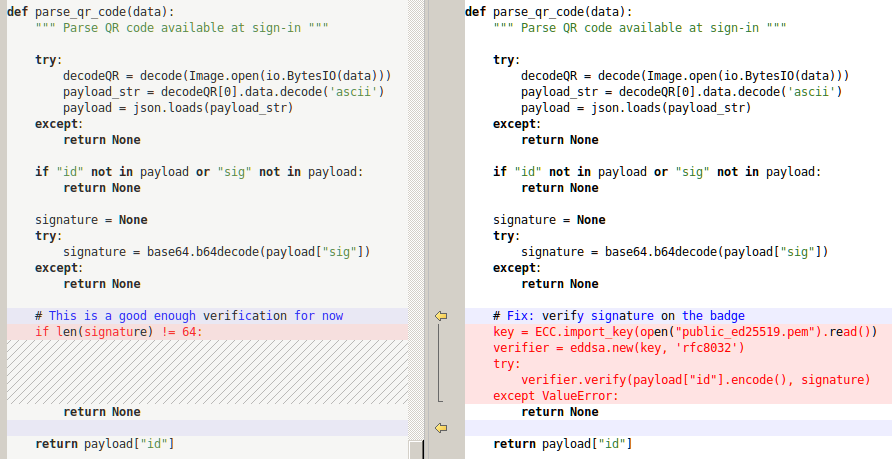 def parse_qr_code(data):
    """ Parse QR code available at sign-in """

    try:
        decodeQR = decode(Image.open(io.BytesIO(data)))
        payload_str = decodeQR[0].data.decode('ascii')
        payload = json.loads(payload_str)
    except:
        return None

    if "id" not in payload or "sig" not in payload:
        return None

    signature = None
    try:
        signature = base64.b64decode(payload["sig"])
    except:
        return None

    # This is a good enough verification for now
    if len(signature) != 64:
        return None

    return payload["id"]

def parse_qr_code(data):
    """ Parse QR code available at sign-in """

    try:
        decodeQR = decode(Image.open(io.BytesIO(data)))
        payload_str = decodeQR[0].data.decode('ascii')
        payload = json.loads(payload_str)
    except:
        return None

    if "id" not in payload or "sig" not in payload:
        return None

    signature = None
    try:
        signature = base64.b64decode(payload["sig"])
    except:
        return None

    # Fix: verify signature on the badge
    key = ECC.import_key(open("public_ed25519.pem").read())
    verifier = eddsa.new(key, 'rfc8032')
    try:
        verifier.verify(payload["id"].encode(), signature)
    except ValueError:
        return None

    return payload["id"]